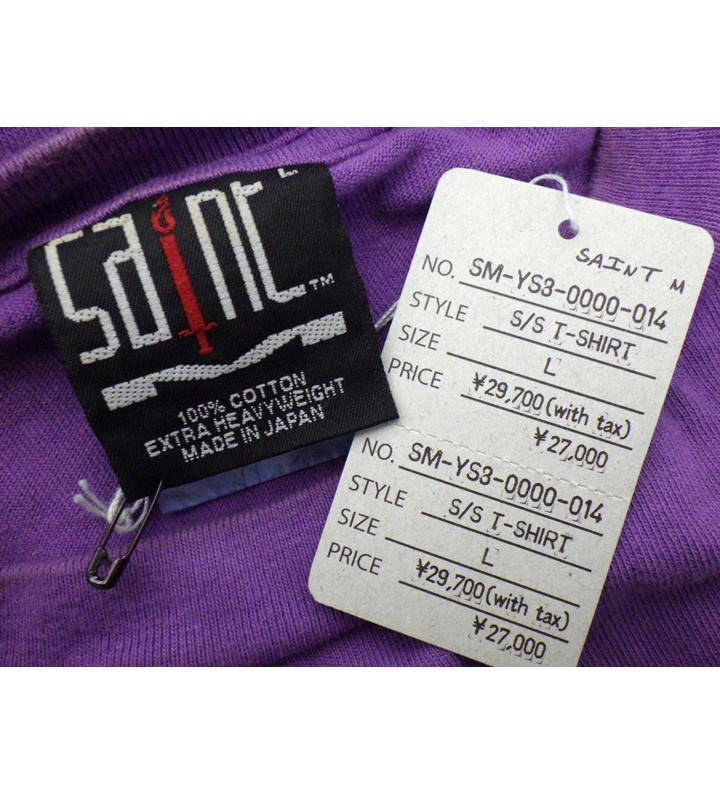 saint
TM
100% COTTON
EXTRA HEAVYWEIGHT
MADE IN JAPAN
SAINT M
NO. SM-YS3-0000-014
STYLE S/S T-SHIRT
SIZE L
PRICE ¥29,700(with tax)
¥27,000
NO. SM-YS3-0000-014
STYLE S/S T-SHIRT
SIZE L
PRICE ¥29,700(with tax)
¥27,000